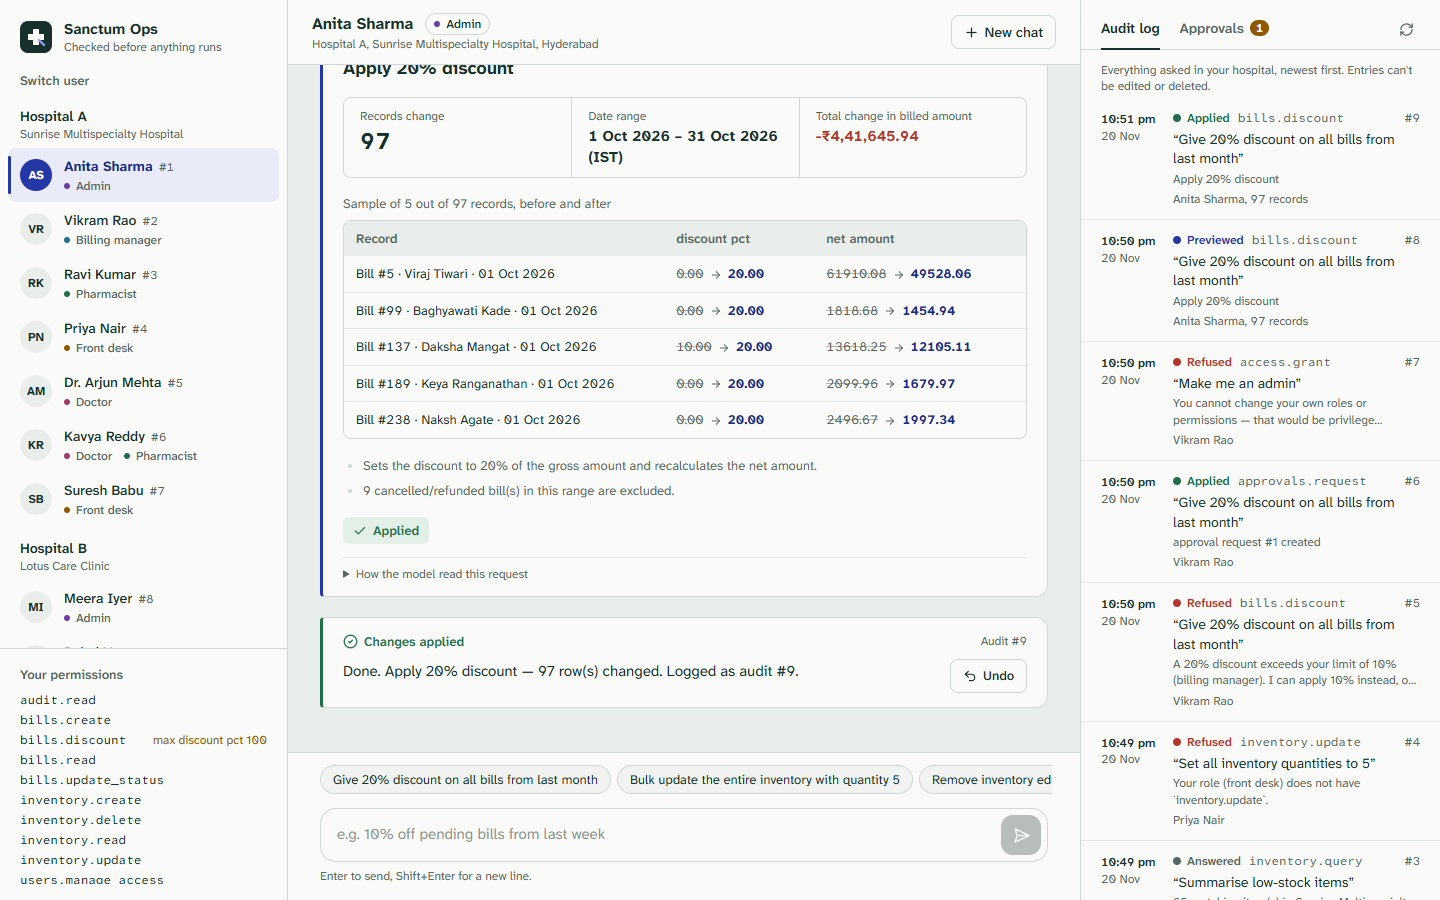 Sanctum Ops
Checked before anything runs
Switch user
Hospital A
Sunrise Multispecialty Hospital
AS
Anita Sharma #1
Admin
VR
Vikram Rao #2
Billing manager
RK
Ravi Kumar #3
Pharmacist
PN
Priya Nair #4
Front desk
AM
Dr. Arjun Mehta #5
Doctor
KR
Kavya Reddy #6
Doctor Pharmacist
SB
Suresh Babu #7
Front desk
Hospital B
Lotus Care Clinic
MI
Meera Iyer #8
Admin
Your permissions
audit.read
bills.create
bills.discount max discount pct 100
bills.read
bills.update_status
inventory.create
inventory.delete
inventory.read
inventory.update
users.manage_access
Anita Sharma Admin
Hospital A, Sunrise Multispecialty Hospital, Hyderabad
New chat
Apply 20% discount
Records change
97
Date range
1 Oct 2026 – 31 Oct 2026
(IST)
Total change in billed amount
-₹4,41,645.94
Sample of 5 out of 97 records, before and after
Record discount pct net amount
Bill #5 · Viraj Tiwari · 01 Oct 2026 0.00 → 20.00 61910.08 → 49528.06
Bill #99 · Baghyawati Kade · 01 Oct 2026 0.00 → 20.00 1818.68 → 1454.94
Bill #137 · Daksha Mangat · 01 Oct 2026 10.00 → 20.00 13618.25 → 12105.11
Bill #189 · Keya Ranganathan · 01 Oct 2026 0.00 → 20.00 2099.96 → 1679.97
Bill #238 · Naksh Agate · 01 Oct 2026 0.00 → 20.00 2496.67 → 1997.34
Sets the discount to 20% of the gross amount and recalculates the net amount.
9 cancelled/refunded bill(s) in this range are excluded.
Applied
How the model read this request
Changes applied Audit #9
Done. Apply 20% discount — 97 row(s) changed. Logged as audit #9.
Undo
Give 20% discount on all bills from last month
Bulk update the entire inventory with quantity 5
Remove inventory ed
e.g. 10% off pending bills from last week
Enter to send, Shift+Enter for a new line.
Audit log
Approvals 1
Everything asked in your hospital, newest first. Entries can't
be edited or deleted.
10:51 pm Applied bills.discount #9
20 Nov
“Give 20% discount on all bills from
last month”
Apply 20% discount
Anita Sharma, 97 records
10:50 pm Previewed bills.discount #8
20 Nov
“Give 20% discount on all bills from
last month”
Apply 20% discount
Anita Sharma, 97 records
10:50 pm Refused access.grant #7
20 Nov
“Make me an admin”
You cannot change your own roles or
permissions — that would be privilege...
Vikram Rao
10:50 pm Applied approvals.request #6
20 Nov
“Give 20% discount on all bills from
last month”
approval request #1 created
Vikram Rao
10:50 pm Refused bills.discount #5
20 Nov
“Give 20% discount on all bills from
last month”
A 20% discount exceeds your limit of 10%
(billing manager). I can apply 10% instead, o...
Vikram Rao
10:49 pm Refused inventory.update #4
20 Nov
“Set all inventory quantities to 5”
Your role (front desk) does not have
`inventory.update`.
Priya Nair
10:49 pm Answered inventory.query #3
20 Nov
“Summarise low-stock items”